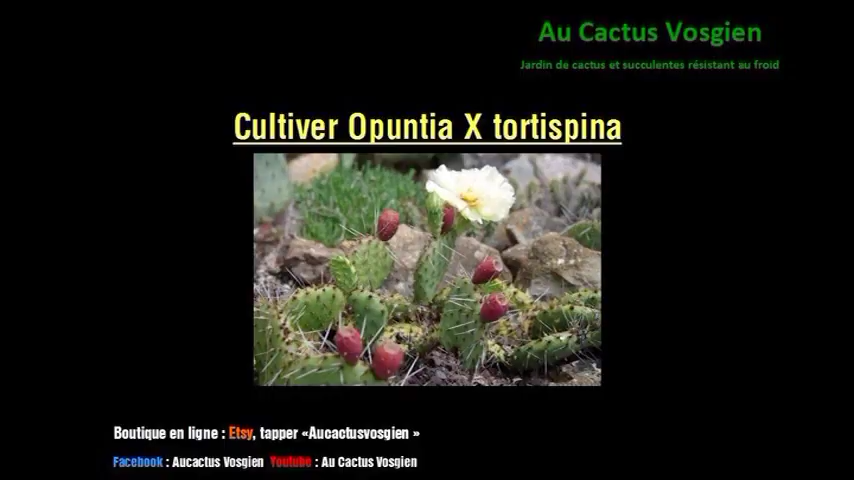 Au Cactus Vosgien
Jardin de cactus et succulentes résistant au froid
Cultiver Opuntia X tortispina
Boutique en ligne : Etsy, tapper «Aucactusvosgien »
Facebook : Aucactus Vosgien Youtube : Au Cactus Vosgien